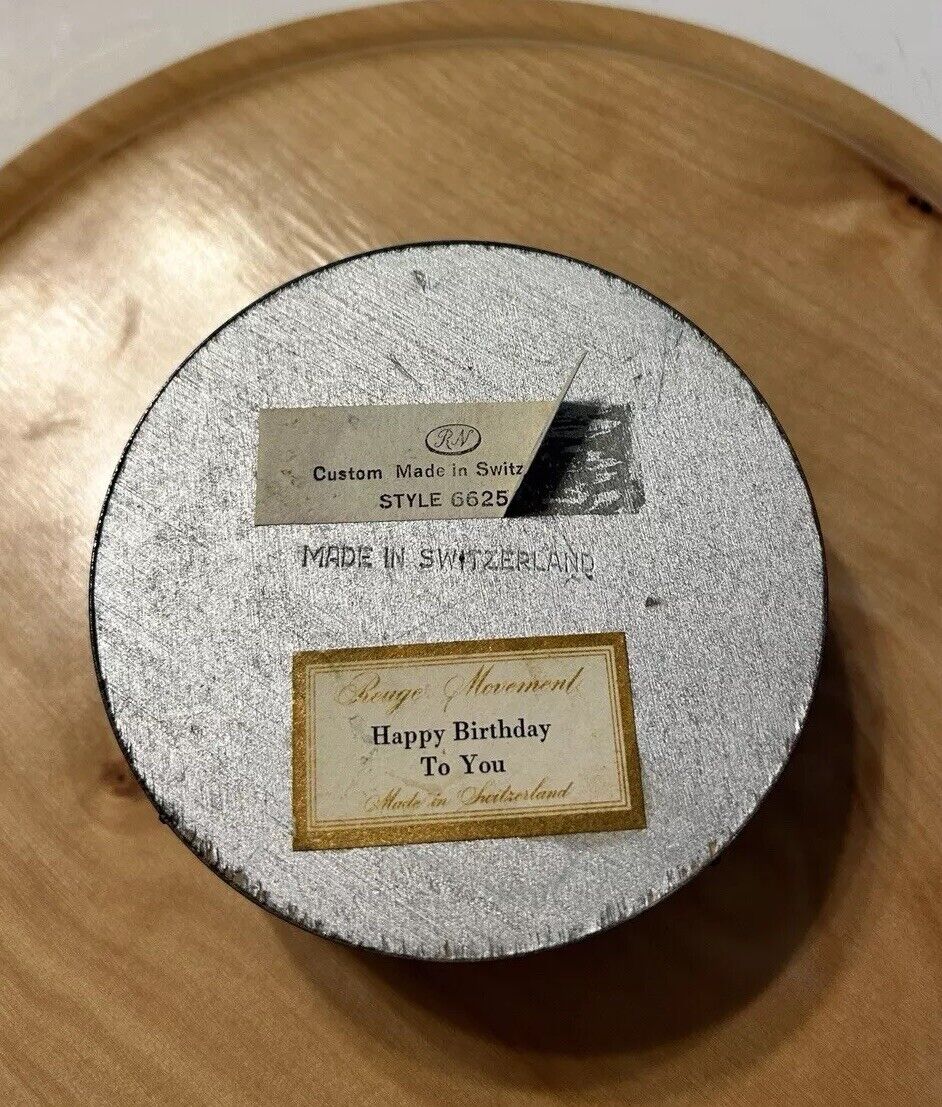 RN
Custom Made in Switz
STYLE 6625
MADE IN SWITZERLAND
Reuge Movement
Happy Birthday
To You
Made in Switzerland